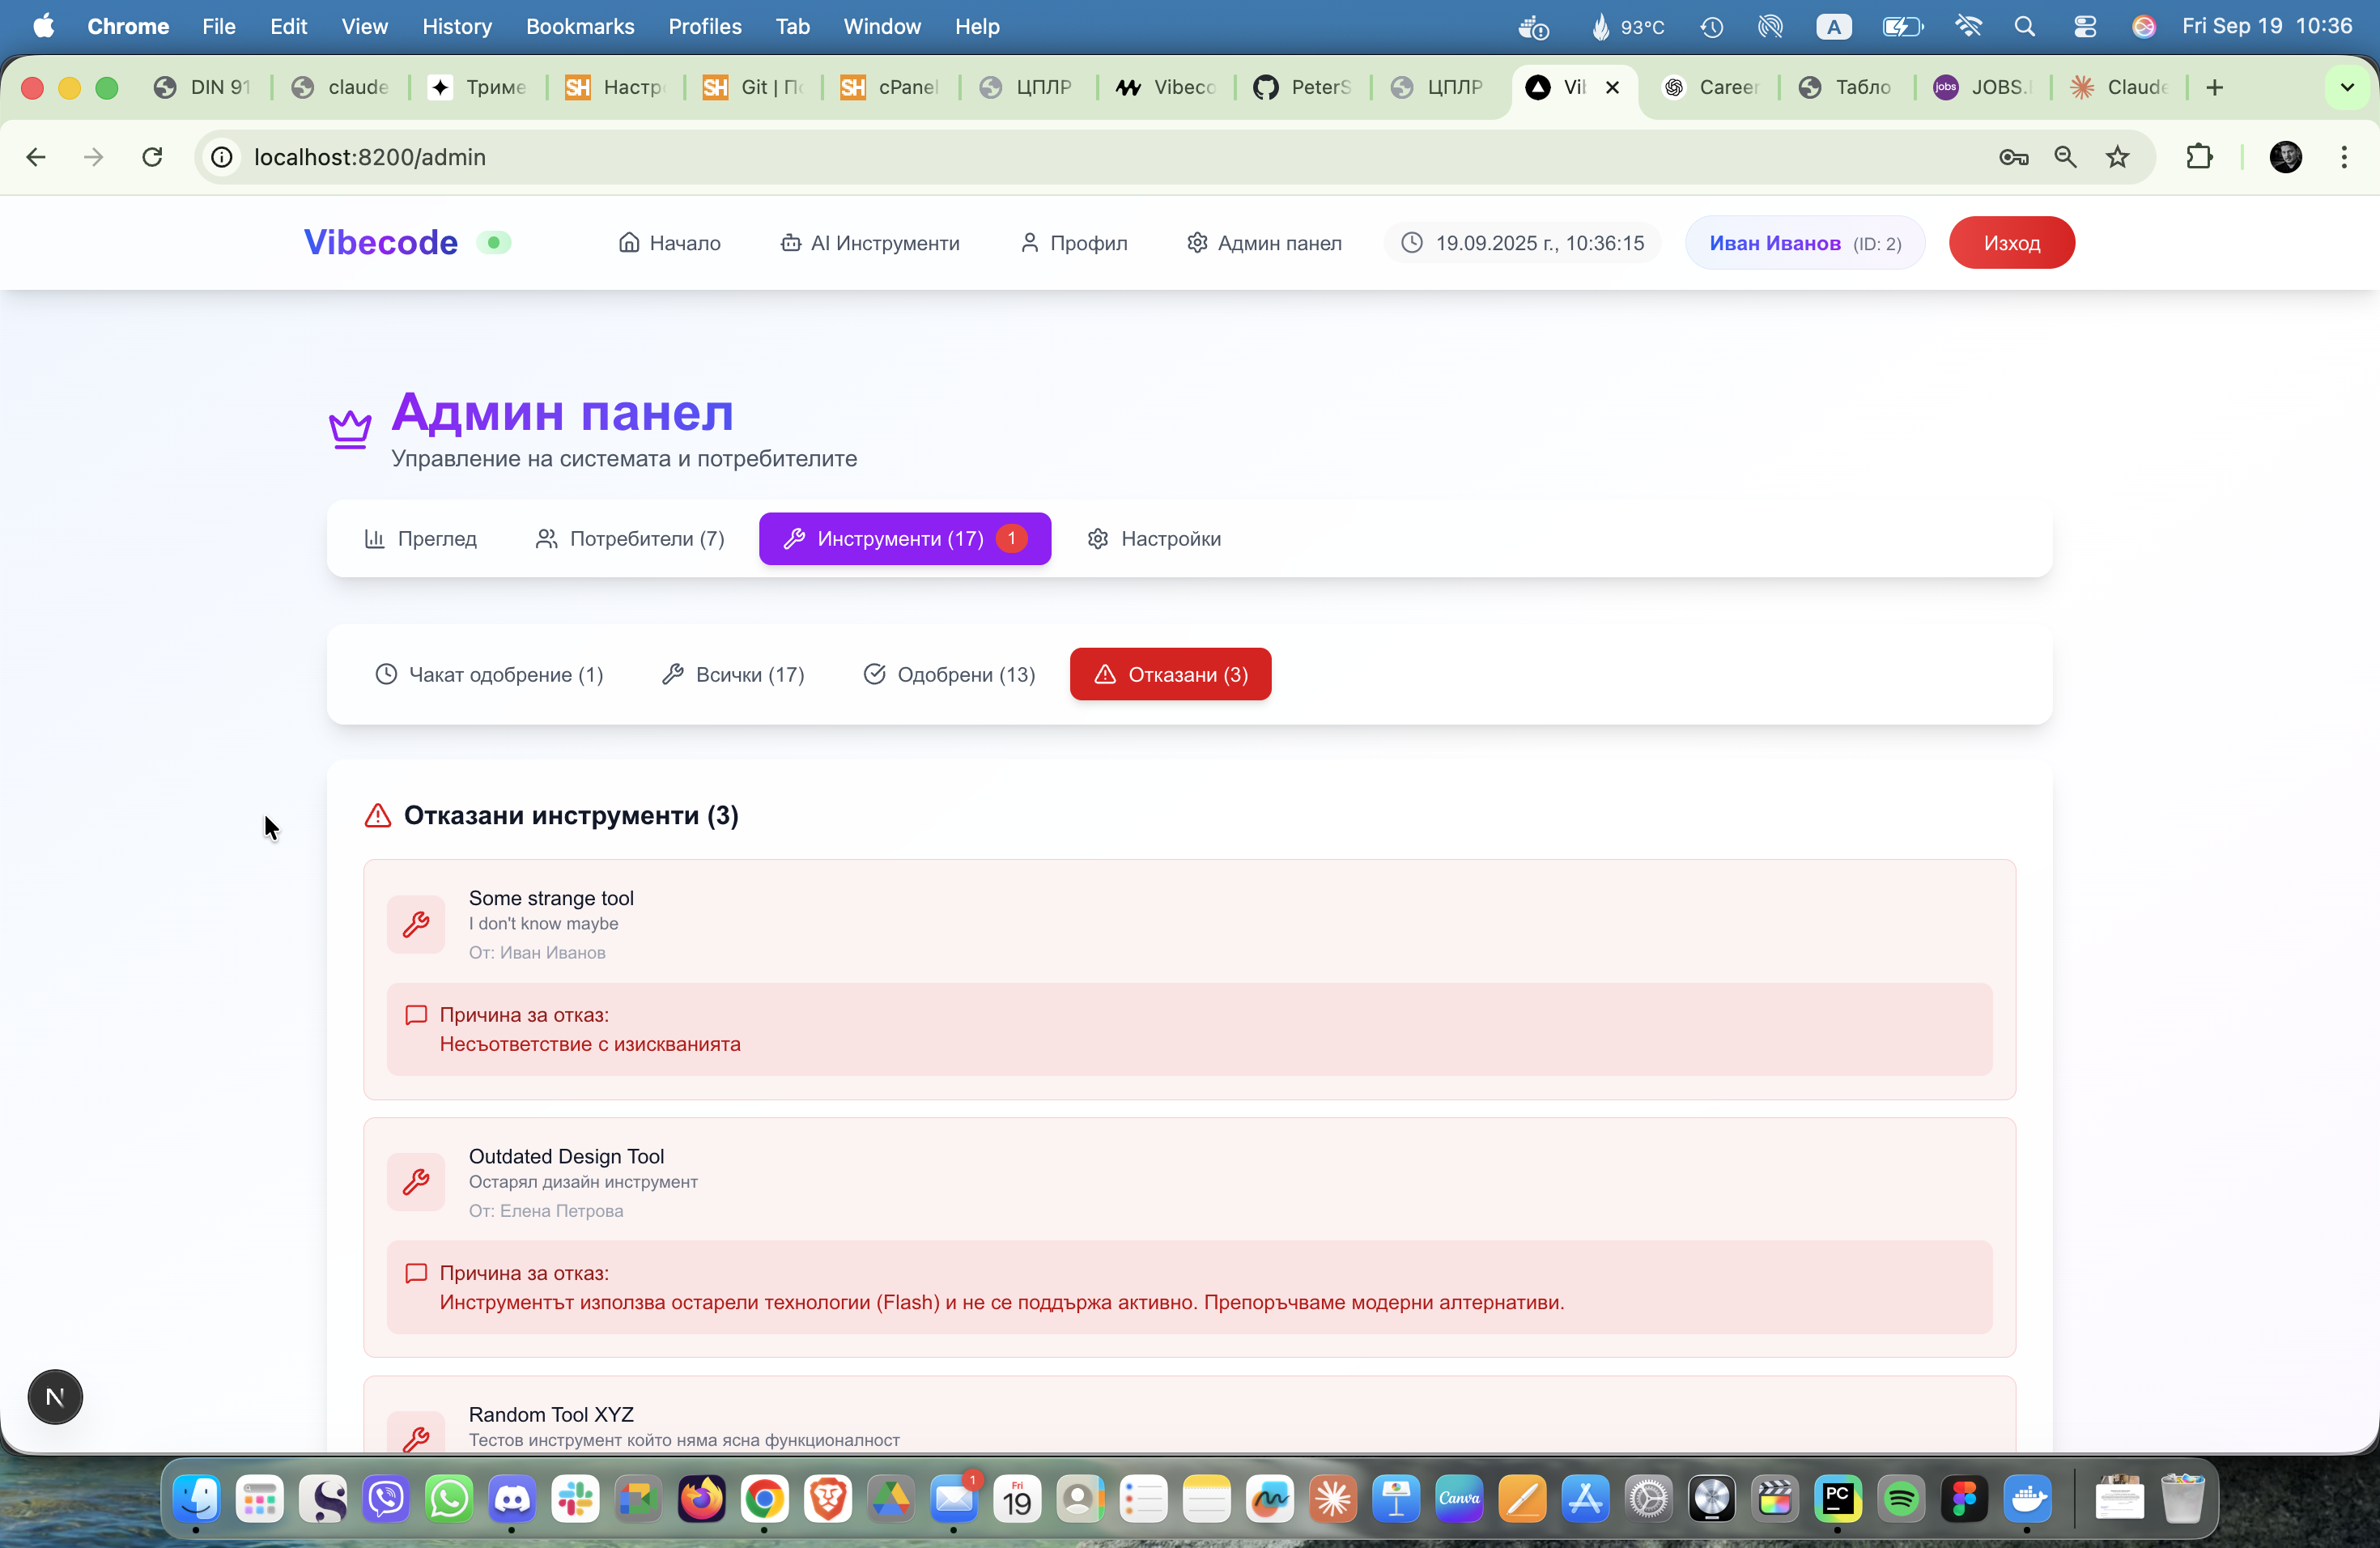 Chrome File Edit View History Bookmarks Profiles Tab Window Help 93°C A Fri Sep 19 10:36
DIN 91 claude Триме Настр Git | П cPanel ЦПЛР Vibeco PeterS ЦПЛР Vib Career Табло JOBS. Claude
localhost:8200/admin
Vibecode Начало AI Инструменти Профил Админ панел 19.09.2025 г., 10:36:15 Иван Иванов (ID: 2) Изход
Админ панел
Управление на системата и потребителите
Преглед Потребители (7) Инструменти (17) 1 Настройки
Чакат одобрение (1) Всички (17) Одобрени (13) Отказани (3)
Отказани инструменти (3)
Some strange tool
I don't know maybe
От: Иван Иванов
Причина за отказ:
Несъответствие с изискванията
Outdated Design Tool
Остарял дизайн инструмент
От: Елена Петрова
Причина за отказ:
Инструментът използва остарели технологии (Flash) и не се поддържа активно. Препоръчваме модерни алтернативи.
Random Tool XYZ
Тестов инструмент който няма ясна функционалност
N
1 Fri 19 Canva PC